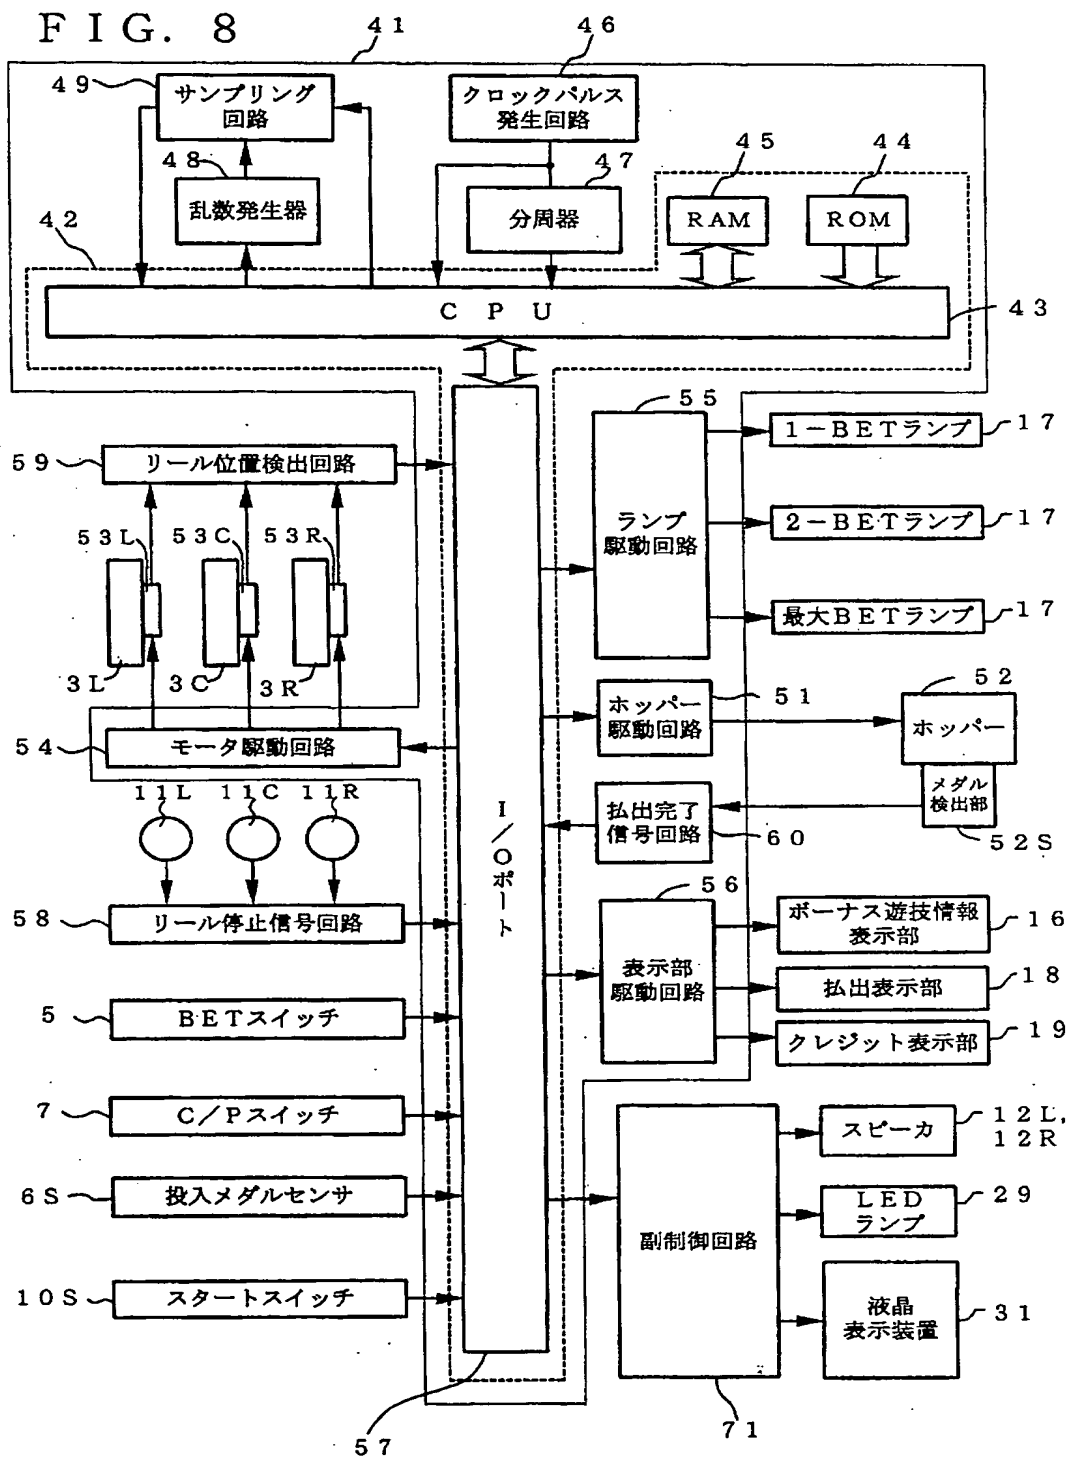 FIG. 8
41
46
49
サンプリング
回路
クロックパルス
発生回路
48
47
45
44
乱数発生器
分周器
RAM
ROM
42
CPU
43
55
1-BETランプ
17
59
リール位置検出回路
ランプ
駆動回路
2-BETランプ
17
53L
53C
53R
最大BETランプ
17
3L
3C
3R
ホッパー
駆動回路
51
52
ホッパー
54
モータ駆動回路
メダル
検出部
52S
11L
11C
11R
払出完了
信号回路
60
I/Oポート
56
58
リール停止信号回路
ボーナス遊技情報
表示部
16
表示部
駆動回路
払出表示部
18
5
BETスイッチ
クレジット表示部
19
7
C/Pスイッチ
スピーカ
12L,
12R
6S
投入メダルセンサ
LED
ランプ
29
副制御回路
10S
スタートスイッチ
液晶
表示装置
31
71
57